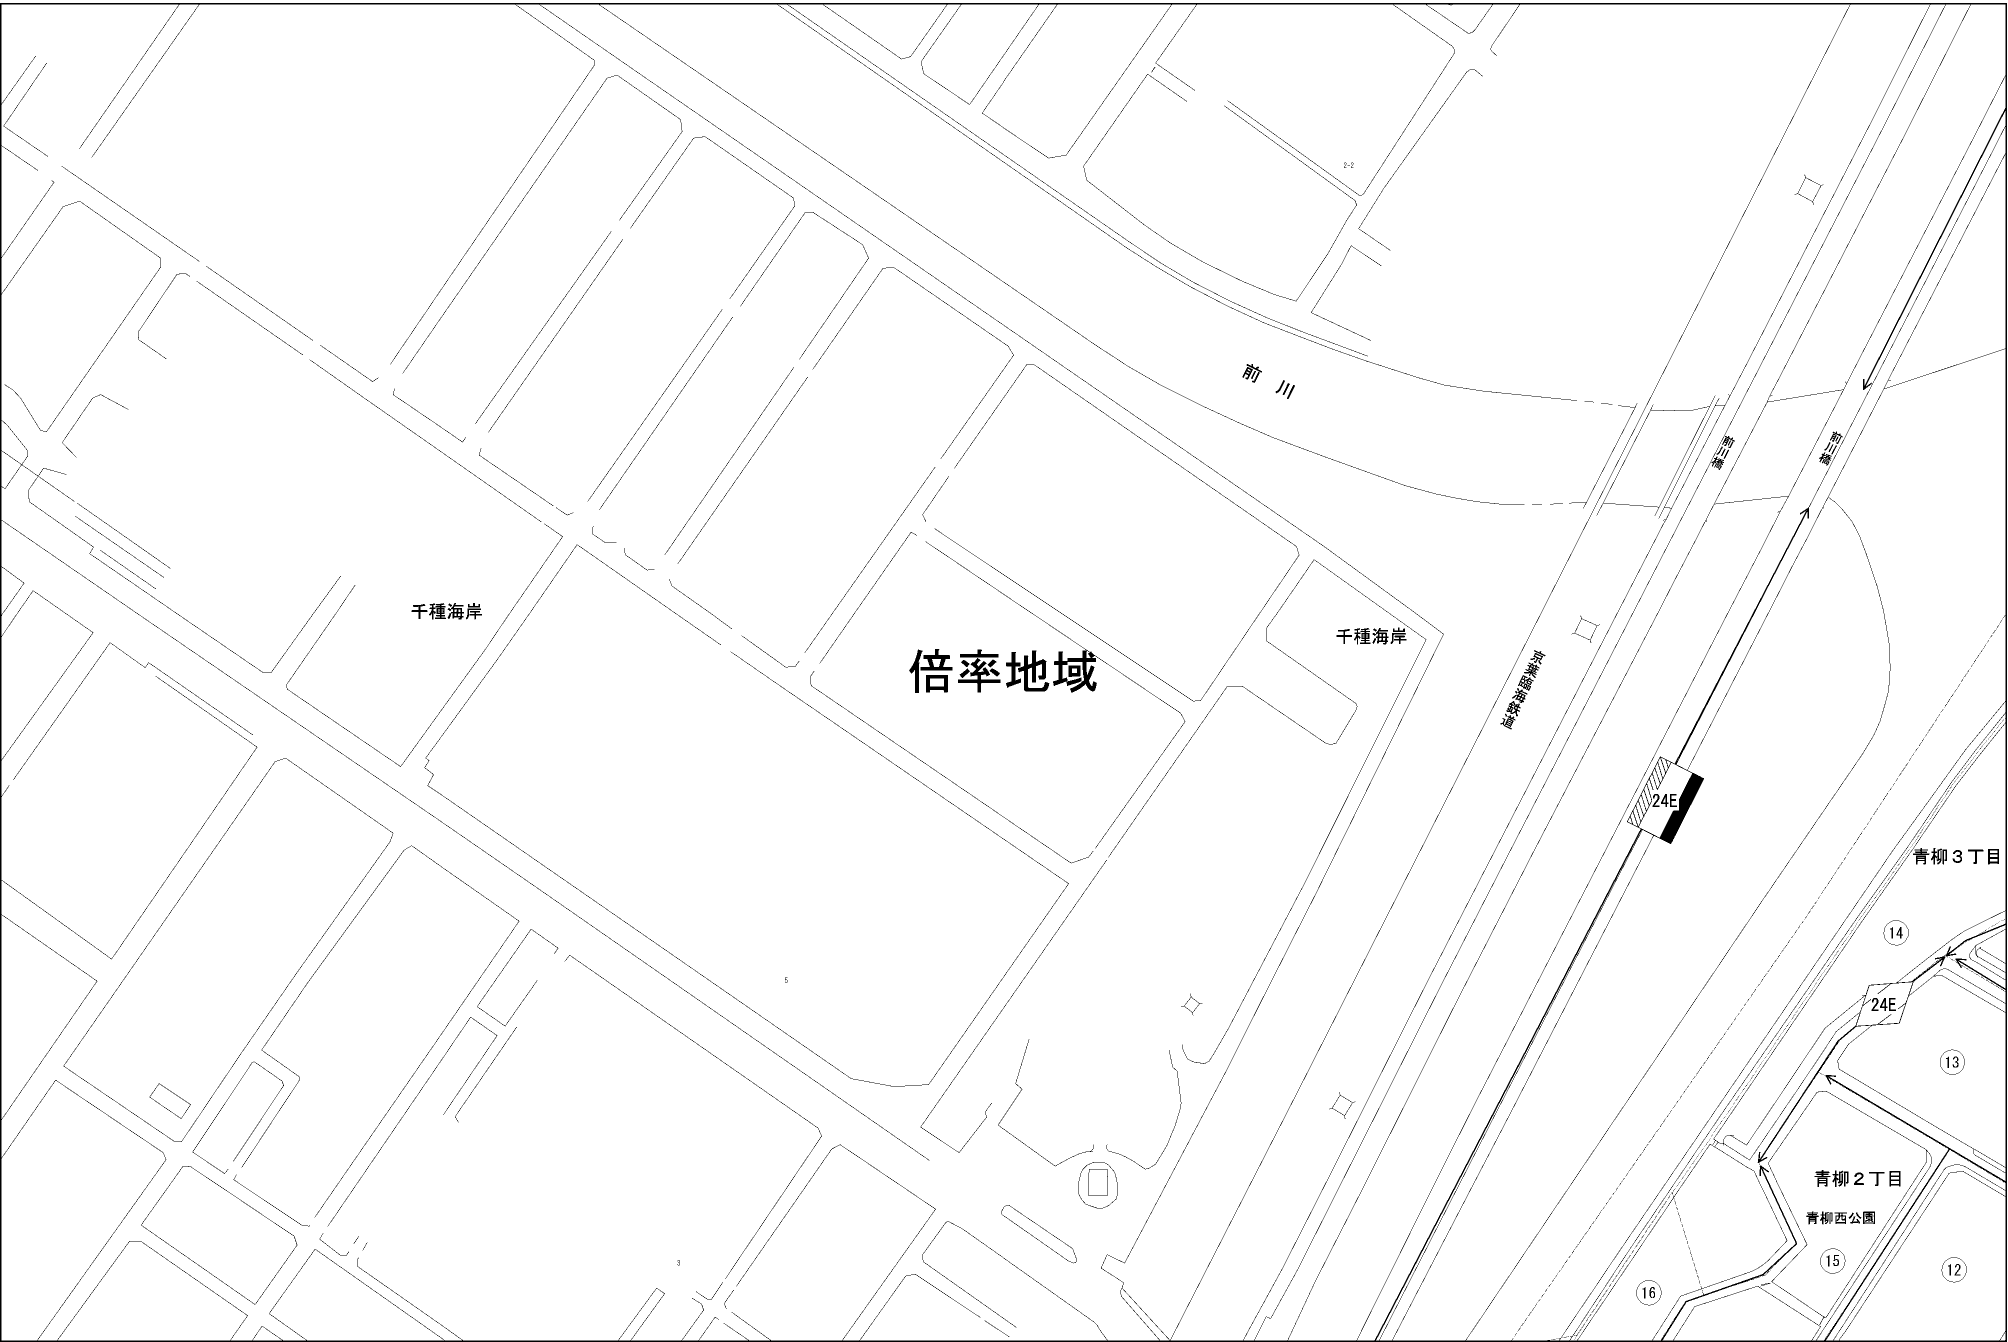 2-2
前川
前川橋
前川橋
千種海岸
千種海岸
倍率地域
京葉臨海鉄道
24E
青柳3丁目
14
24E
5
13
青柳2丁目
青柳西公園
15
12
16
3